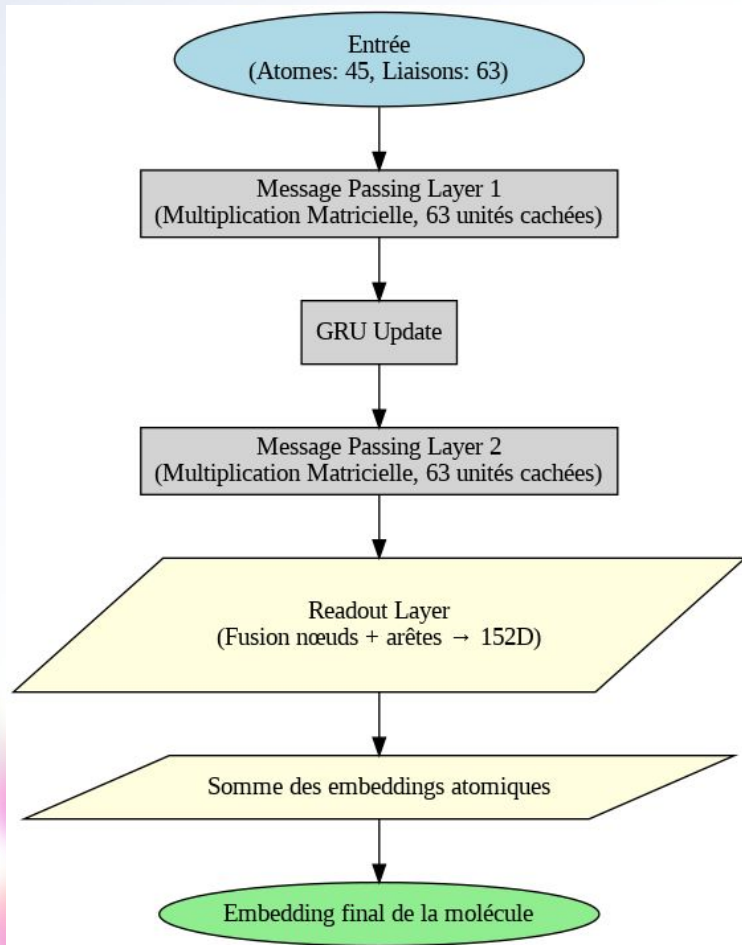 Entrée
(Atomes: 45, Liaisons: 63)
Message Passing Layer 1
(Multiplication Matricielle, 63 unités cachées)
GRU Update
Message Passing Layer 2
(Multiplication Matricielle, 63 unités cachées)
Readout Layer
(Fusion nœuds + arêtes → 152D)
Somme des embeddings atomiques
Embedding final de la molécule